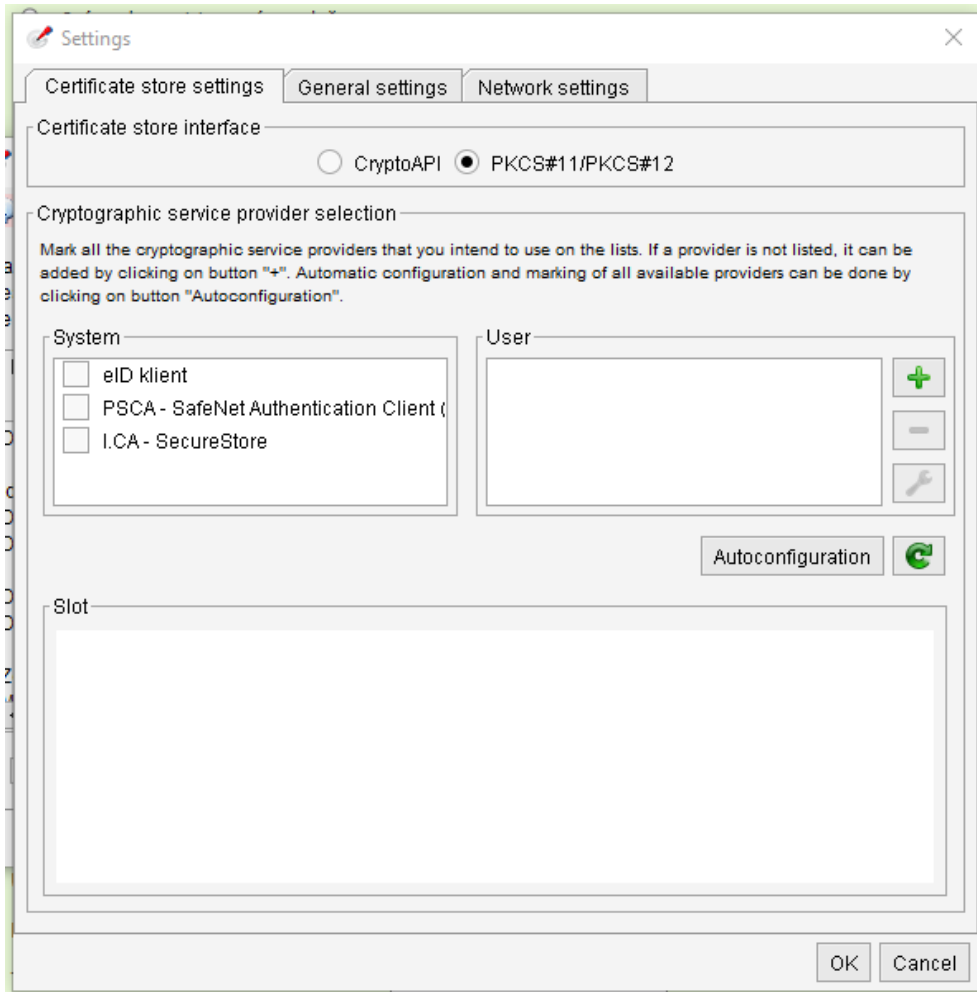 Settings
Certificate store settings
General settings
Network settings
Certificate store interface
CryptoAPI
PKCS#11/PKCS#12
Cryptographic service provider selection
Mark all the cryptographic service providers that you intend to use on the lists. If a provider is not listed, it can be
added by clicking on button "+". Automatic configuration and marking of all available providers can be done by
clicking on button "Autoconfiguration".
System
User
eID klient
PSCA - SafeNet Authentication Client (
I.CA - SecureStore
Autoconfiguration
Slot
OK
Cancel